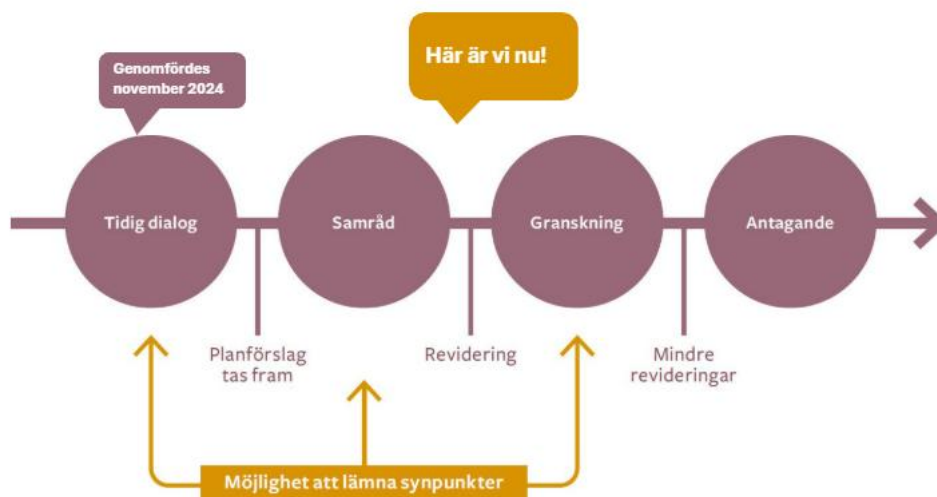 Genomfördes
november 2024
Här är vi nu!
Tidig dialog
Samråd
Granskning
Antagande
Planförslag
tas fram
Revidering
Mindre
revideringar
Möjlighet att lämna synpunkter